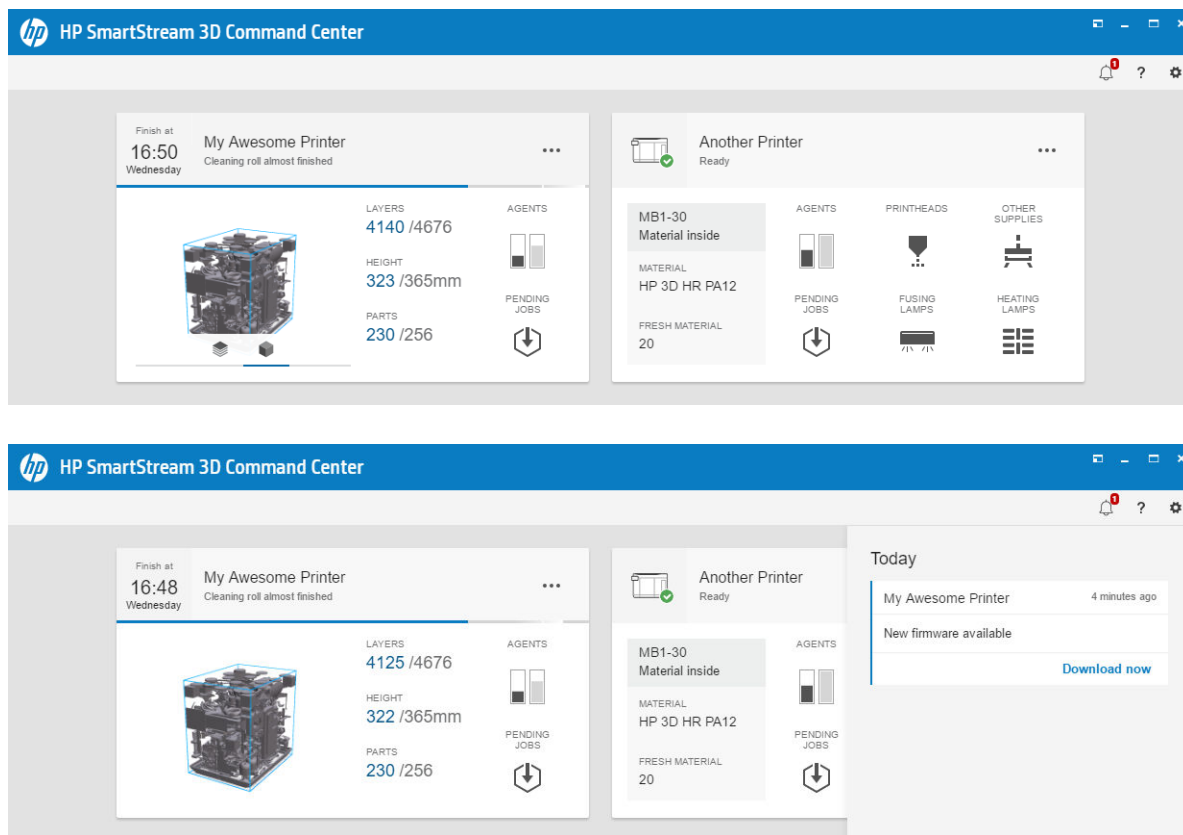 hp HP SmartStream 3D Command Center
1
?
Finish at
16:50
Wednesday
My Awesome Printer
Cleaning roll almost finished
...
LAYERS
4140 /4676
HEIGHT
323 /365mm
PARTS
230 /256
AGENTS
PENDING
JOBS
Another Printer
Ready
...
MB1-30
Material inside
MATERIAL
HP 3D HR PA12
FRESH MATERIAL
20
AGENTS
PRINTHEADS
OTHER
SUPPLIES
PENDING
JOBS
FUSING
LAMPS
HEATING
LAMPS
hp HP SmartStream 3D Command Center
1
?
Finish at
16:48
Wednesday
My Awesome Printer
Cleaning roll almost finished
...
LAYERS
4125 /4676
HEIGHT
322 /365mm
PARTS
230 /256
AGENTS
PENDING
JOBS
Another Printer
Ready
MB1-30
Material inside
MATERIAL
HP 3D HR PA12
FRESH MATERIAL
20
AGENTS
PENDING
JOBS
Today
My Awesome Printer 4 minutes ago
New firmware available
Download now